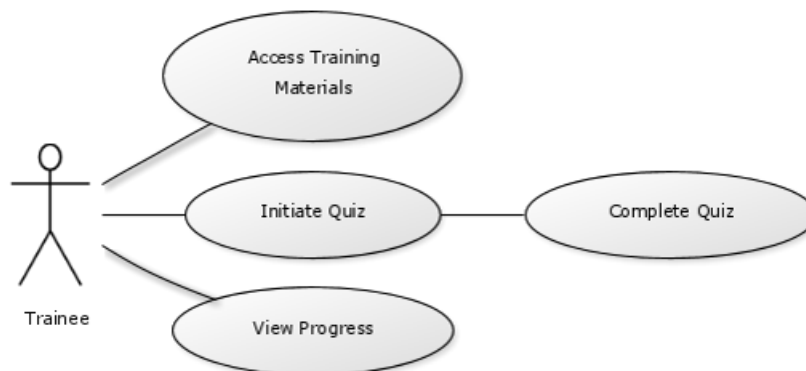 Access Training
Materials
Initiate Quiz
Complete Quiz
Trainee
View Progress